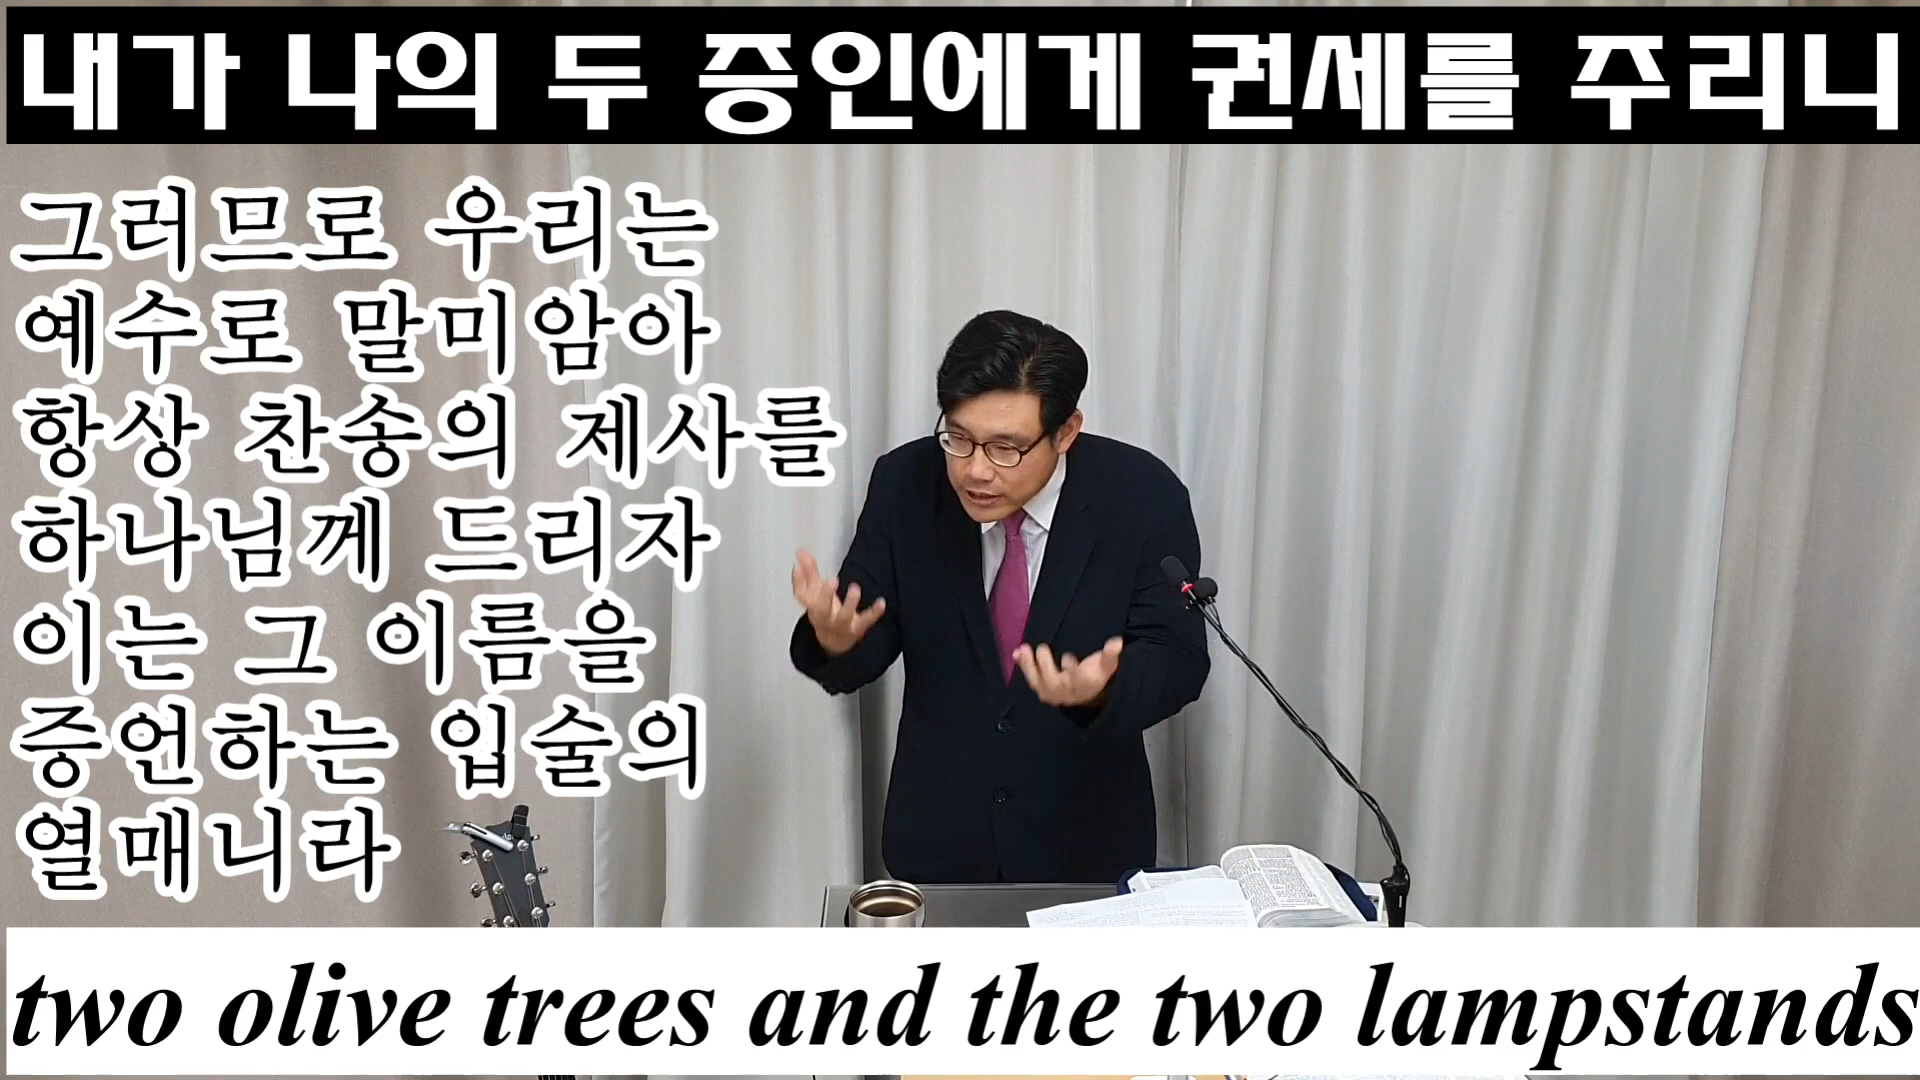 내가 나의 두 증인에게 권세를 주리니
그러므로 우리는
예수로 말미암아
항상 찬송의 제사를
하나님께 드리자
이는 그 이름을
증언하는 입술의
열매니라
two olive trees and the two lampstands